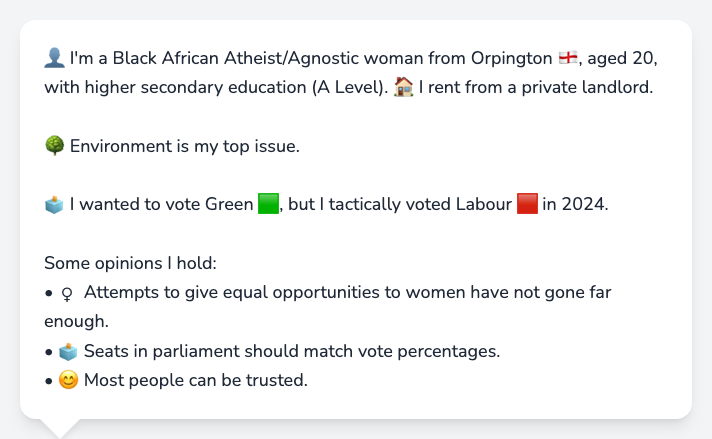 👤 I'm a Black African Atheist/Agnostic woman from Orpington 🏴󠁧󠁢󠁥󠁮󠁧󠁿, aged 20,
with higher secondary education (A Level). 🏠 I rent from a private landlord.
🌳 Environment is my top issue.
🗳️ I wanted to vote Green 🟩, but I tactically voted Labour 🟥 in 2024.
Some opinions I hold:
• ♀️ Attempts to give equal opportunities to women have not gone far
enough.
• 🗳️ Seats in parliament should match vote percentages.
• 😊 Most people can be trusted.